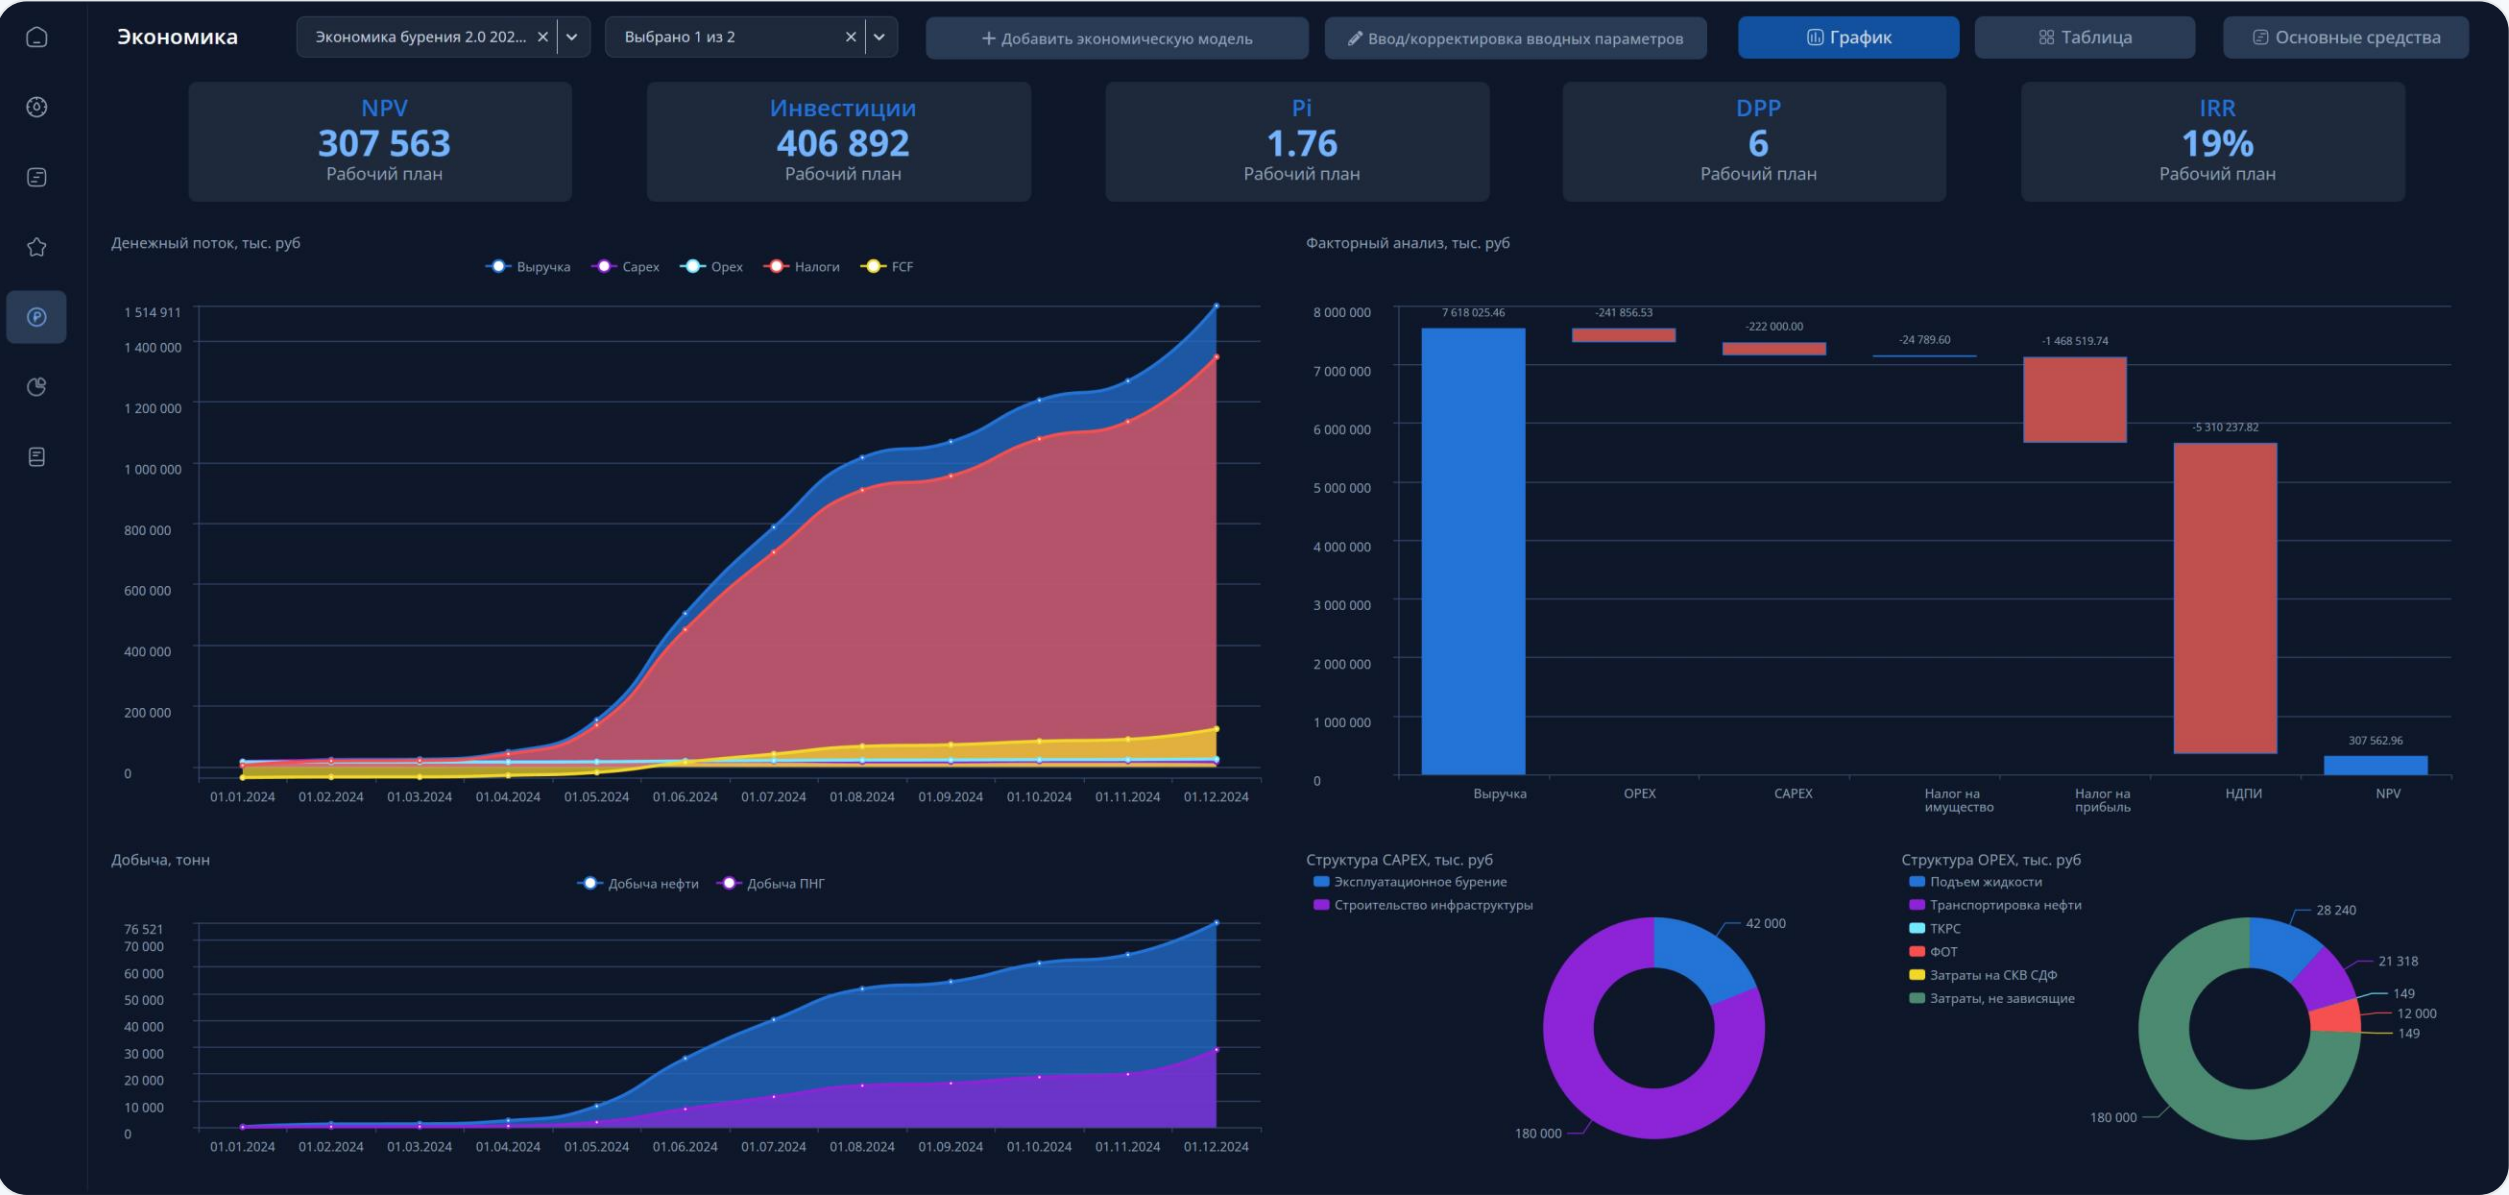 Экономика
Экономика бурения 2.0 202...
Выбрано 1 из 2
+ Добавить экономическую модель
Ввод/корректировка вводных параметров
График
Таблица
Основные средства
NPV
307 563
Рабочий план
Инвестиции
406 892
Рабочий план
Pi
1.76
Рабочий план
DPP
6
Рабочий план
IRR
19%
Рабочий план
Денежный поток, тыс. руб
Выручка Capex Opex Налоги FCF
1 514 911
1 400 000
1 200 000
1 000 000
800 000
600 000
400 000
200 000
0
01.01.2024 01.02.2024 01.03.2024 01.04.2024 01.05.2024 01.06.2024 01.07.2024 01.08.2024 01.09.2024 01.10.2024 01.11.2024 01.12.2024
Факторный анализ, тыс. руб
8 000 000
7 000 000
6 000 000
5 000 000
4 000 000
3 000 000
2 000 000
1 000 000
0
7 618 025.46
-241 856.53
-222 000.00
-24 789.60
-1 468 519.74
-5 310 237.82
307 562.96
Выручка
OPEX
CAPEX
Налог на
имущество
Налог на
прибыль
НДПИ
NPV
Добыча, тонн
Добыча нефти Добыча ПНГ
76 521
70 000
60 000
50 000
40 000
30 000
20 000
10 000
0
01.01.2024 01.02.2024 01.03.2024 01.04.2024 01.05.2024 01.06.2024 01.07.2024 01.08.2024 01.09.2024 01.10.2024 01.11.2024 01.12.2024
Структура CAPEX, тыс. руб
Эксплуатационное бурение
Строительство инфраструктуры
42 000
180 000
Структура OPEX, тыс. руб
Подъем жидкости
Транспортировка нефти
ТКРС
ФОТ
Затраты на СКВ СДФ
Затраты, не зависящие
28 240
21 318
149
12 000
149
180 000